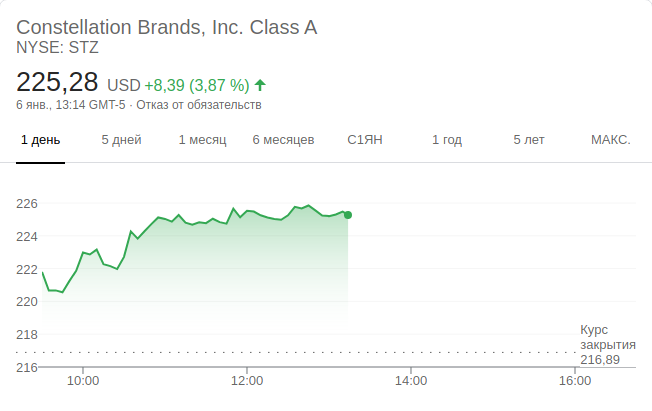 Constellation Brands, Inc. Class A
NYSE: STZ
225,28 USD +8,39 (3,87 %)
6 янв., 13:14 GMT-5 · Отказ от обязательств
1 день 5 дней 1 месяц 6 месяцев С1ЯН 1 год 5 лет МАКС.
226
224
222
220
218
216
Курс
закрытия
216,89
10:00 12:00 14:00 16:00